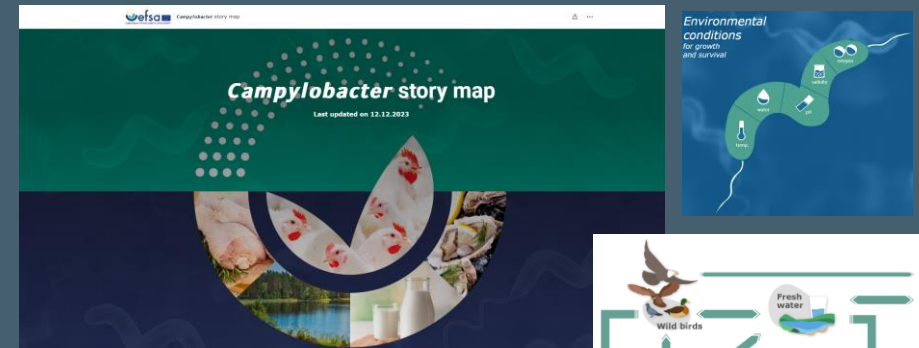 efsa
Campylobacter story map
Campylobacter story map
Last updated on 12.12.2023
Environmental
conditions
for growth
and survival
oxygen
salinity
pH
water
temp.
Fresh
water
Wild birds